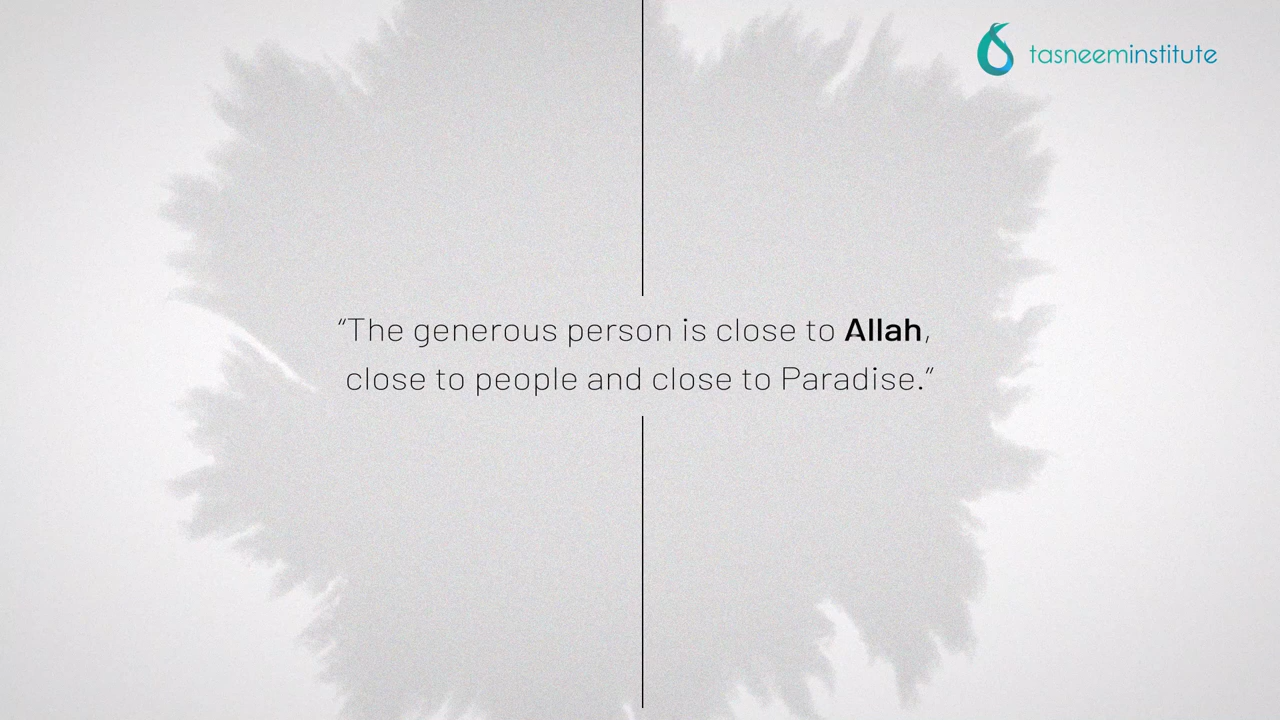 tasneeminstitute
“The generous person is close to Allah,
close to people and close to Paradise.”